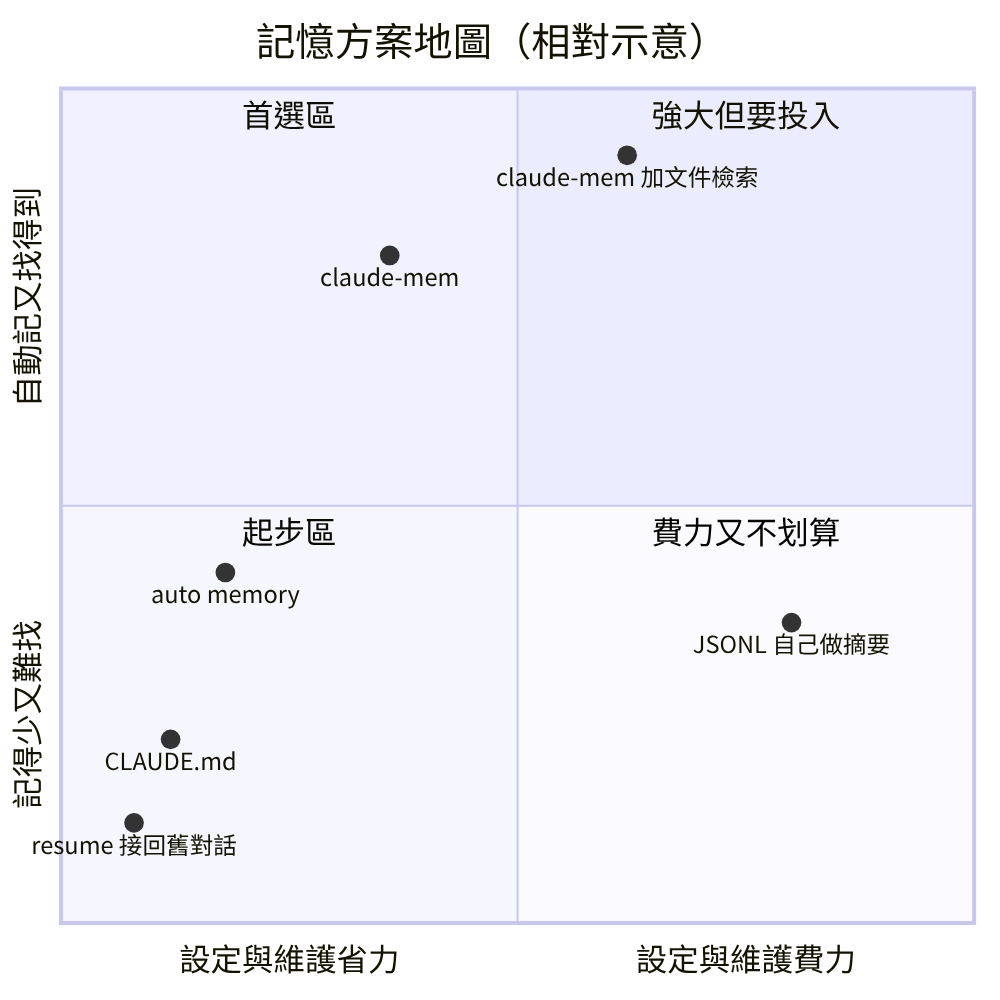 記憶方案地圖（相對示意）
首選區
強大但要投入
claude-mem 加文件檢索
claude-mem
自動記又找得到
起步區
費力又不划算
auto memory
JSONL 自己做摘要
記得少又難找
CLAUDE.md
resume 接回舊對話
設定與維護省力
設定與維護費力